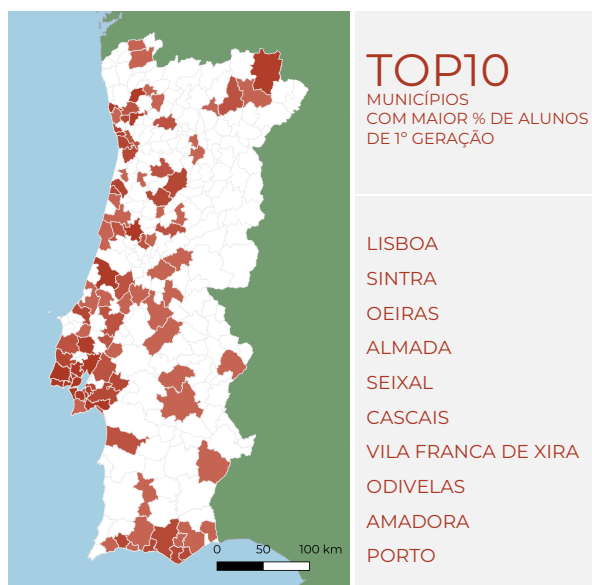 TOP10
MUNICÍPIOS
COM MAIOR % DE ALUNOS
DE 1º GERAÇÃO
LISBOA
SINTRA
OEIRAS
ALMADA
SEIXAL
CASCAIS
VILA FRANCA DE XIRA
ODIVELAS
AMADORA
PORTO
0 50 100 km